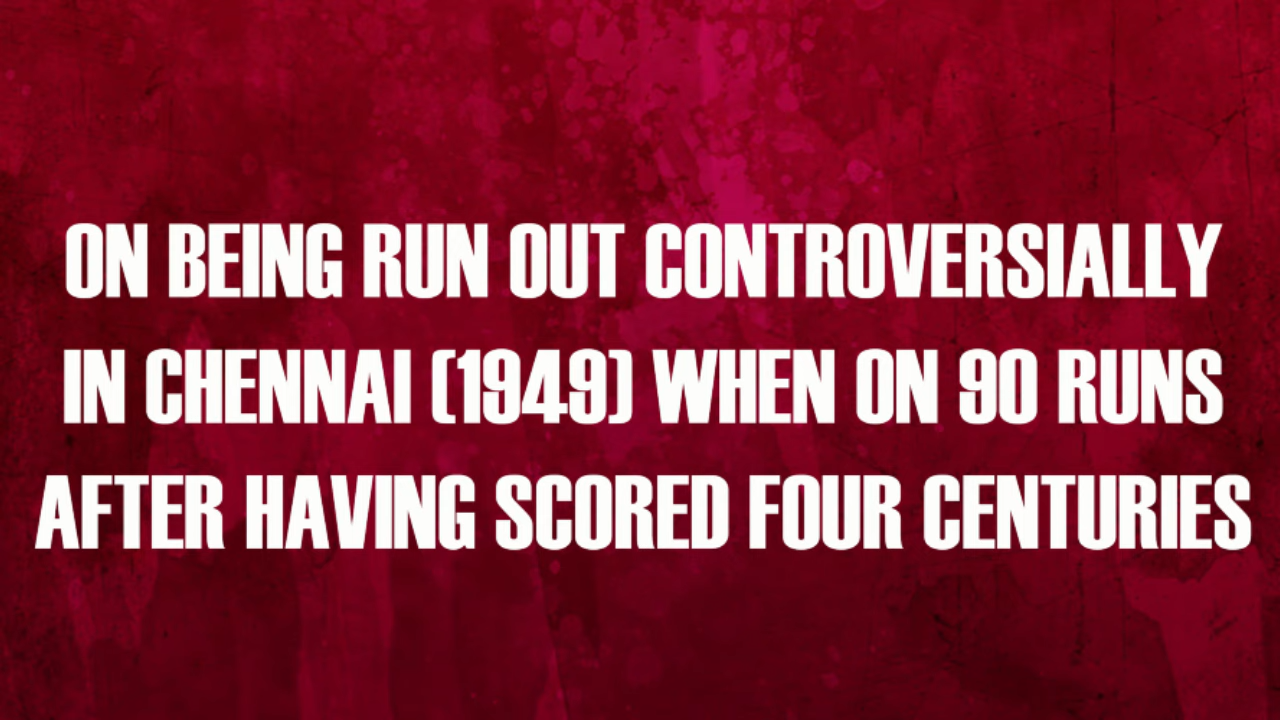 ON BEING RUN OUT CONTROVERSIALLY
IN CHENNAI (1949) WHEN ON 90 RUNS
AFTER HAVING SCORED FOUR CENTURIES